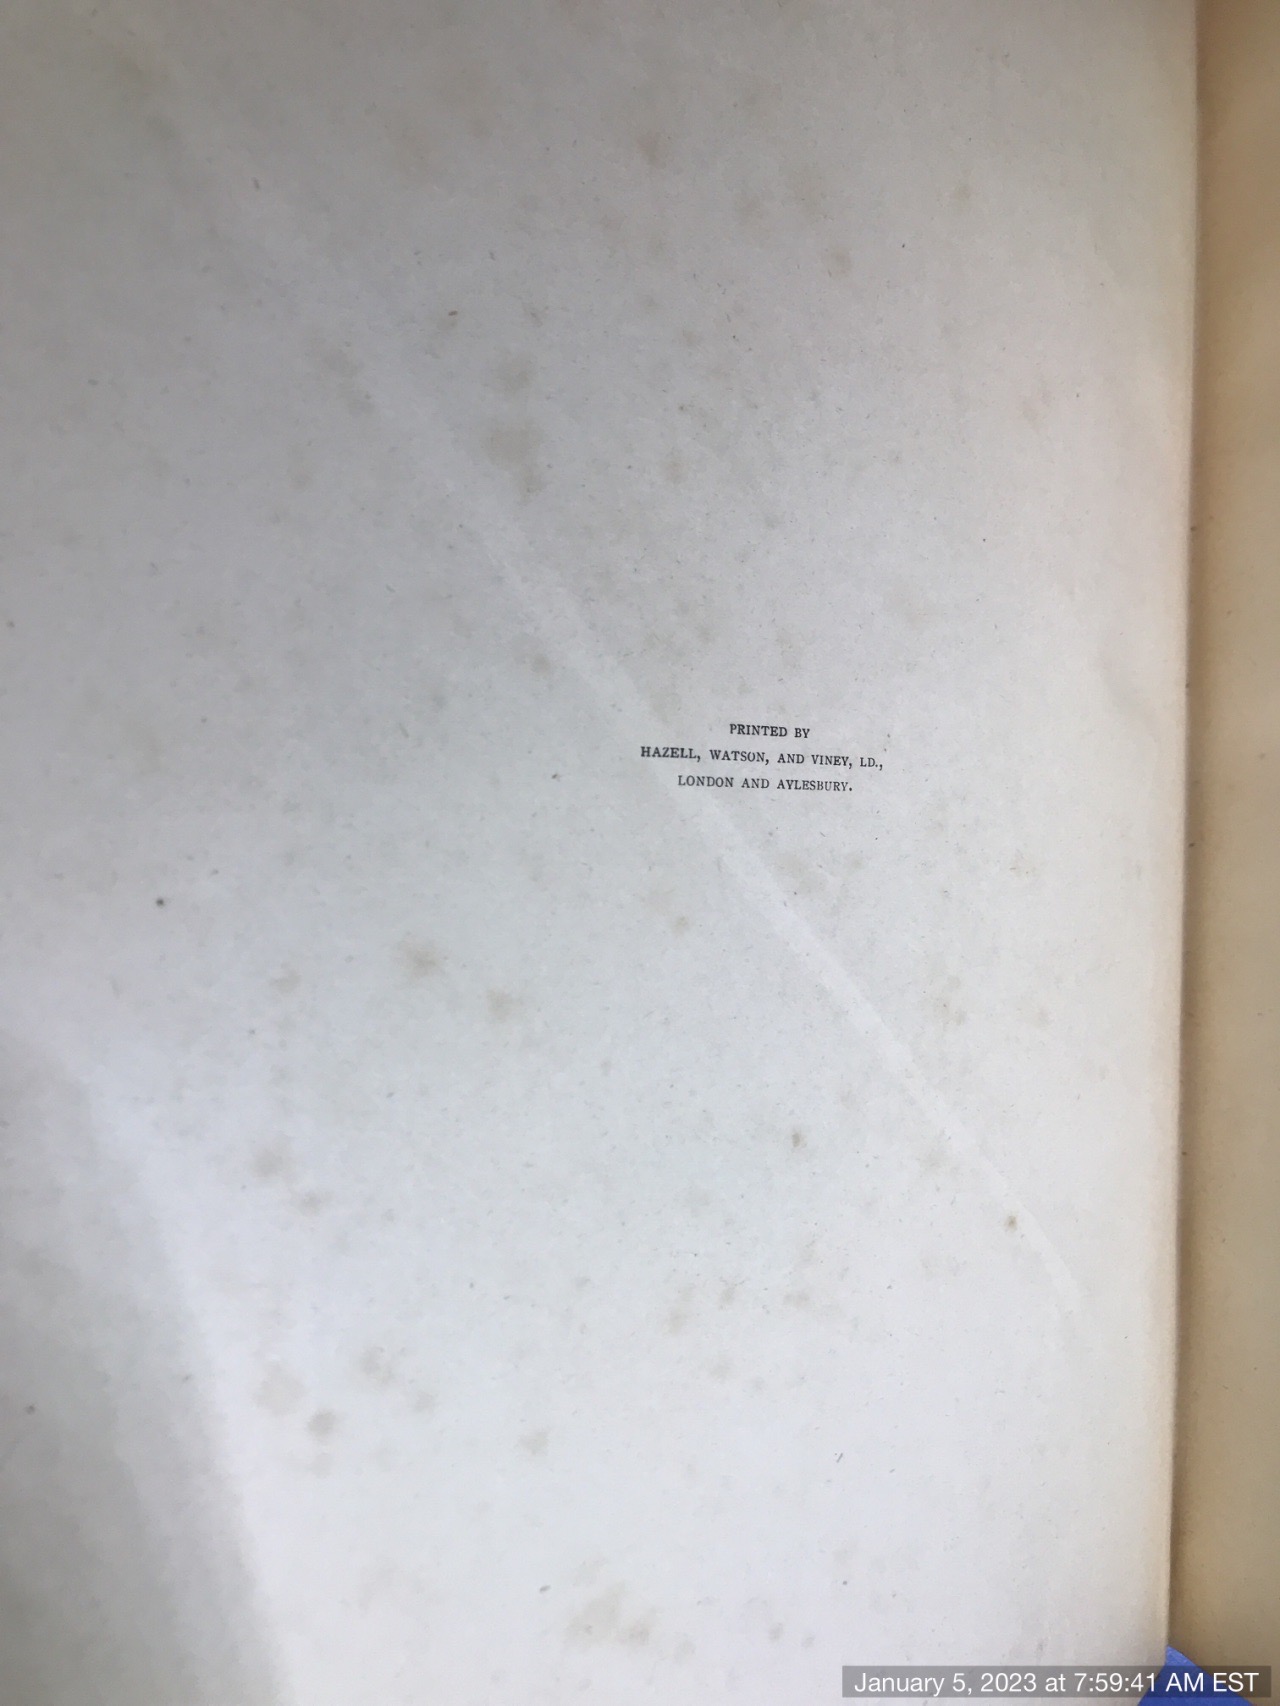 PRINTED BY
HAZELL, WATSON, AND VINEY, LD.,
LONDON AND AYLESBURY.
January 5, 2023 at 7:59:41 AM EST